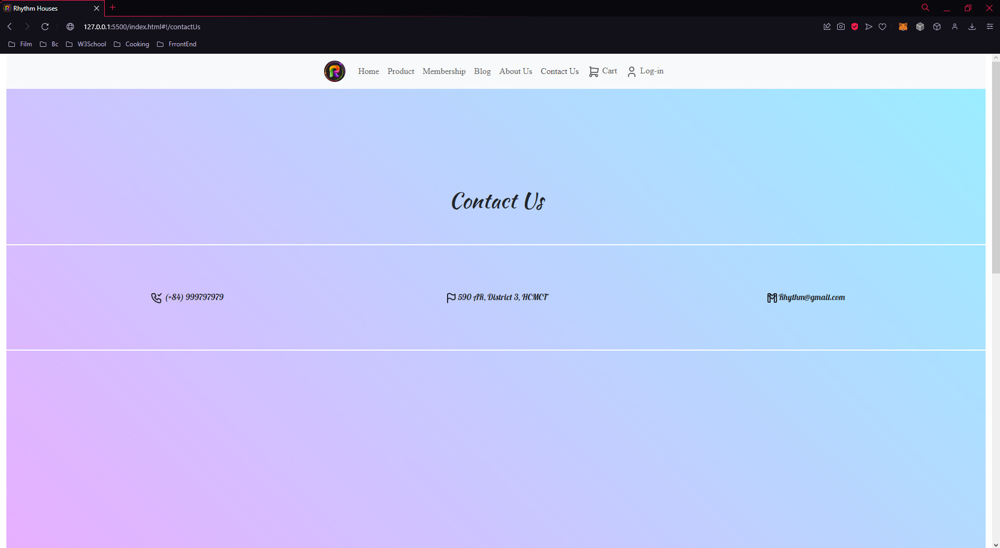 Rhythm Houses
127.0.0.1:5500/index.html#!/contactUs
Film Bc W3School Cooking FrrontEnd
R Home Product Membership Blog About Us Contact Us Cart Log-in
Contact Us
(+84) 999797979 590 AR, District 3, HCMCT Rhythm@gmail.com